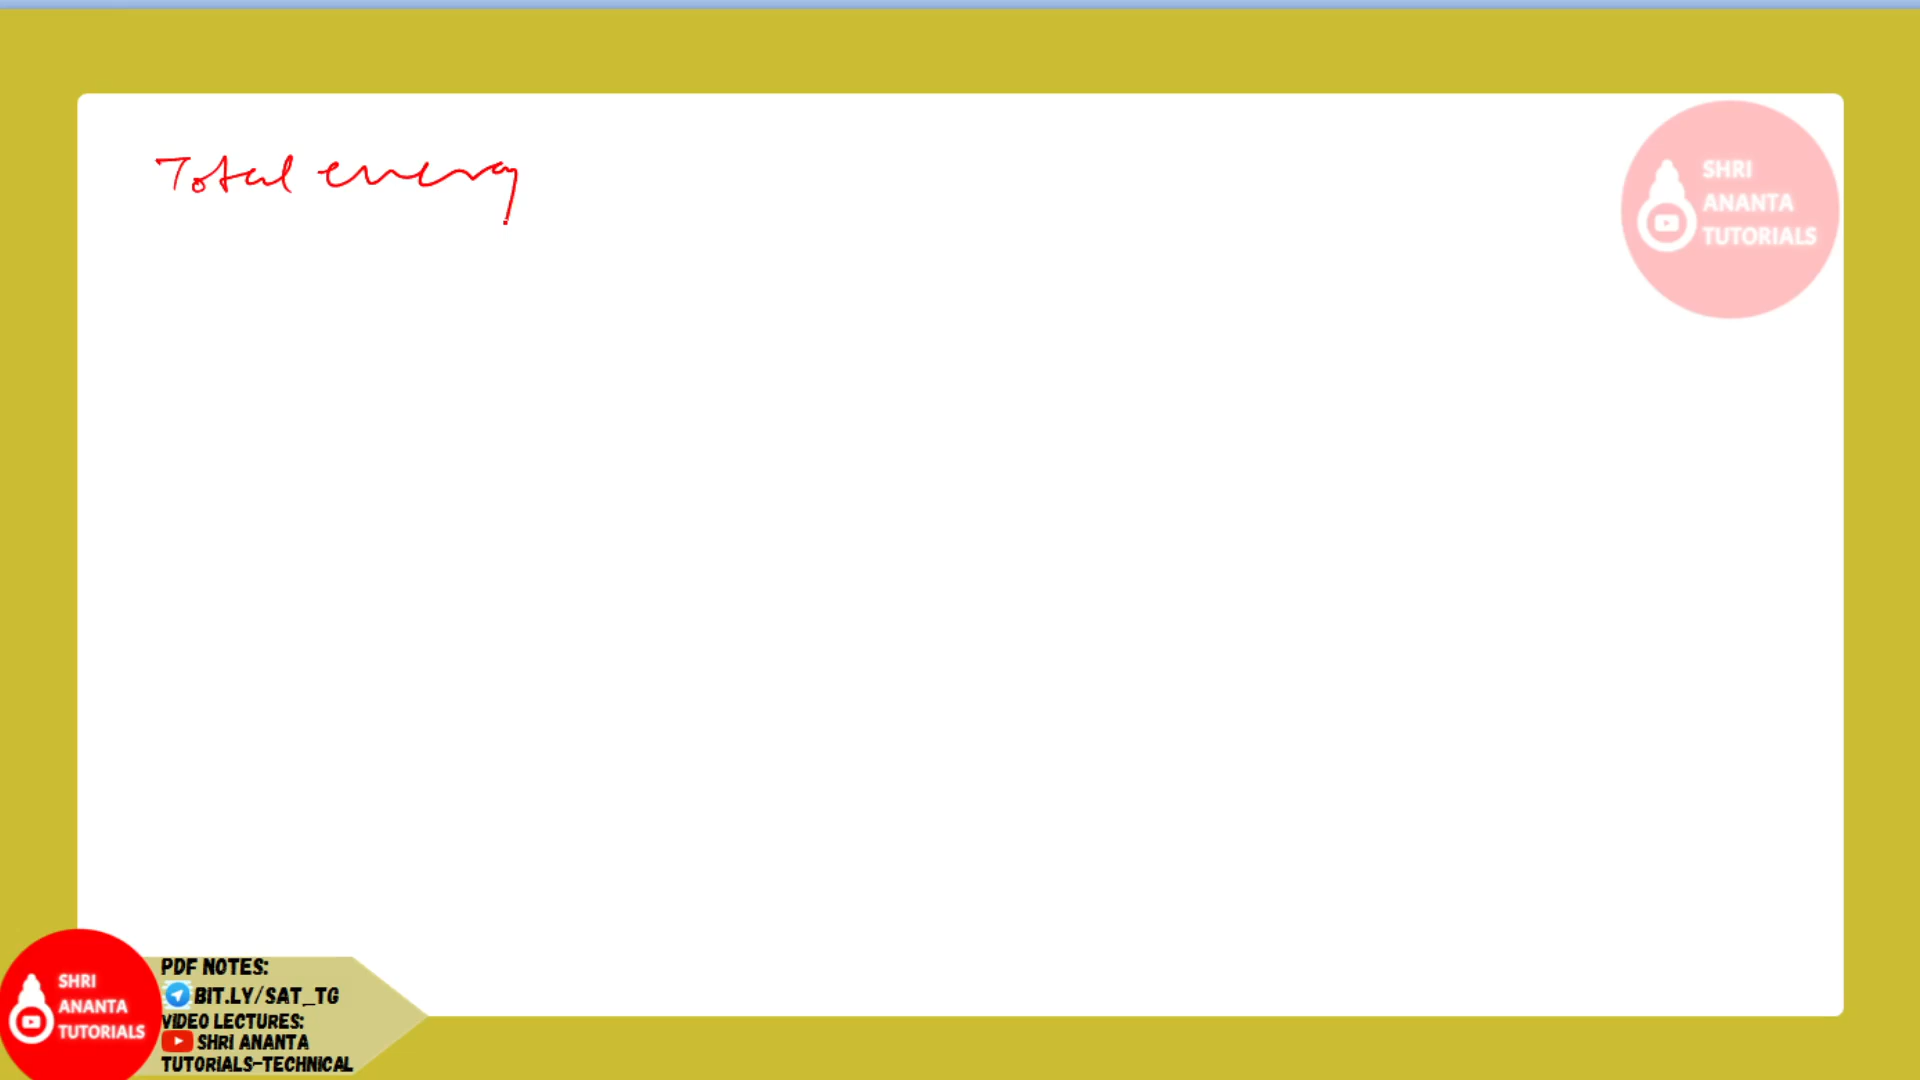 Total energy
SHRI
ANANTA
TUTORIALS
PDF NOTES:
BIT.LY/SAT_TG
VIDEO LECTURES:
SHRI ANANTA
TUTORIALS-TECHNICAL
SHRI
ANANTA
TUTORIALS